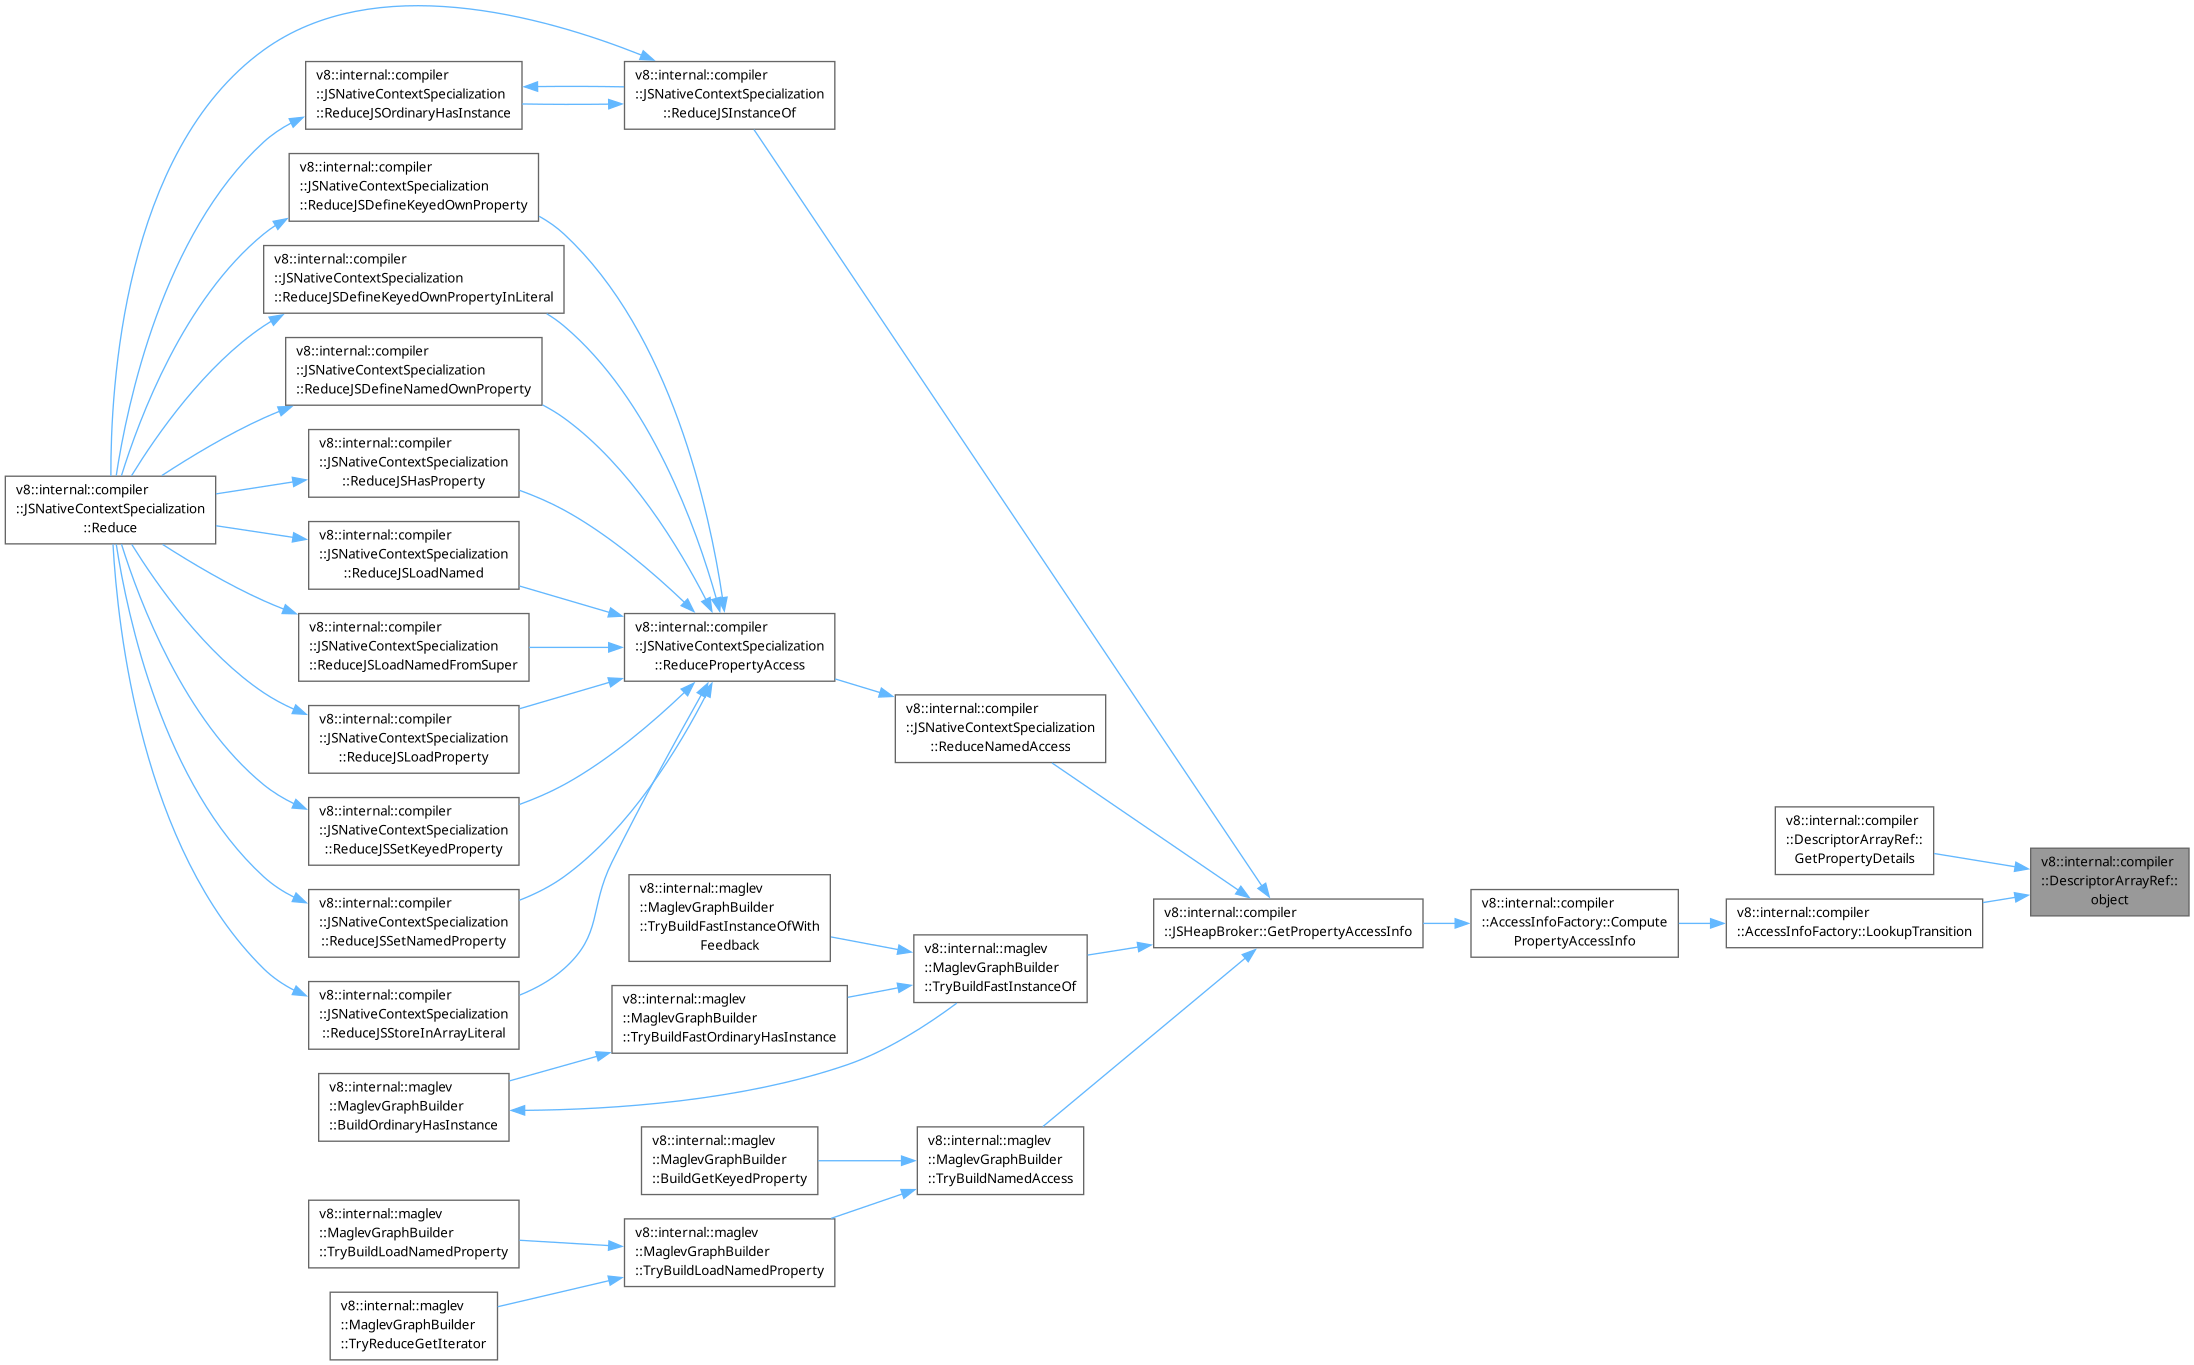 v8::internal::compiler
::JSNativeContextSpecialization
::ReduceJSOrdinaryHasInstance
v8::internal::compiler
::JSNativeContextSpecialization
::ReduceJSInstanceOf
v8::internal::compiler
::JSNativeContextSpecialization
::ReduceJSDefineKeyedOwnProperty
v8::internal::compiler
::JSNativeContextSpecialization
::ReduceJSDefineKeyedOwnPropertyInLiteral
v8::internal::compiler
::JSNativeContextSpecialization
::ReduceJSDefineNamedOwnProperty
v8::internal::compiler
::JSNativeContextSpecialization
::ReduceJSHasProperty
v8::internal::compiler
::JSNativeContextSpecialization
::Reduce
v8::internal::compiler
::JSNativeContextSpecialization
::ReduceJSLoadNamed
v8::internal::compiler
::JSNativeContextSpecialization
::ReduceJSLoadNamedFromSuper
v8::internal::compiler
::JSNativeContextSpecialization
::ReducePropertyAccess
v8::internal::compiler
::JSNativeContextSpecialization
::ReduceNamedAccess
v8::internal::compiler
::JSNativeContextSpecialization
::ReduceJSLoadProperty
v8::internal::compiler
::JSNativeContextSpecialization
::ReduceJSSetKeyedProperty
v8::internal::compiler
::DescriptorArrayRef::
GetPropertyDetails
v8::internal::compiler
::DescriptorArrayRef::
object
v8::internal::compiler
::JSNativeContextSpecialization
::ReduceJSSetNamedProperty
v8::internal::maglev
::MaglevGraphBuilder
::TryBuildFastInstanceOfWith
Feedback
v8::internal::compiler
::JSHeapBroker::GetPropertyAccessInfo
v8::internal::compiler
::AccessInfoFactory::Compute
PropertyAccessInfo
v8::internal::compiler
::AccessInfoFactory::LookupTransition
v8::internal::maglev
::MaglevGraphBuilder
::TryBuildFastInstanceOf
v8::internal::compiler
::JSNativeContextSpecialization
::ReduceJSStoreInArrayLiteral
v8::internal::maglev
::MaglevGraphBuilder
::TryBuildFastOrdinaryHasInstance
v8::internal::maglev
::MaglevGraphBuilder
::BuildOrdinaryHasInstance
v8::internal::maglev
::MaglevGraphBuilder
::BuildGetKeyedProperty
v8::internal::maglev
::MaglevGraphBuilder
::TryBuildNamedAccess
v8::internal::maglev
::MaglevGraphBuilder
::TryBuildLoadNamedProperty
v8::internal::maglev
::MaglevGraphBuilder
::TryBuildLoadNamedProperty
v8::internal::maglev
::MaglevGraphBuilder
::TryReduceGetIterator